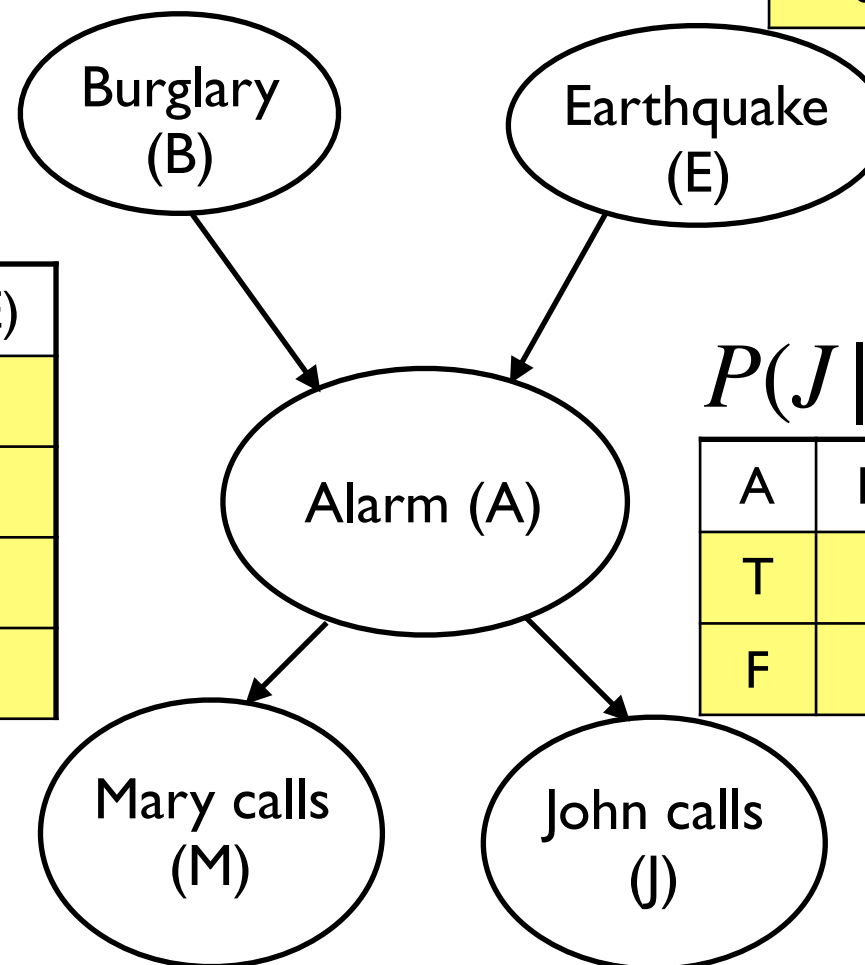 Burglary
(B)
Earthquake
(E)
)
P(J |
A
T
F
Alarm (A)
Mary calls
(M)
John calls
(J)